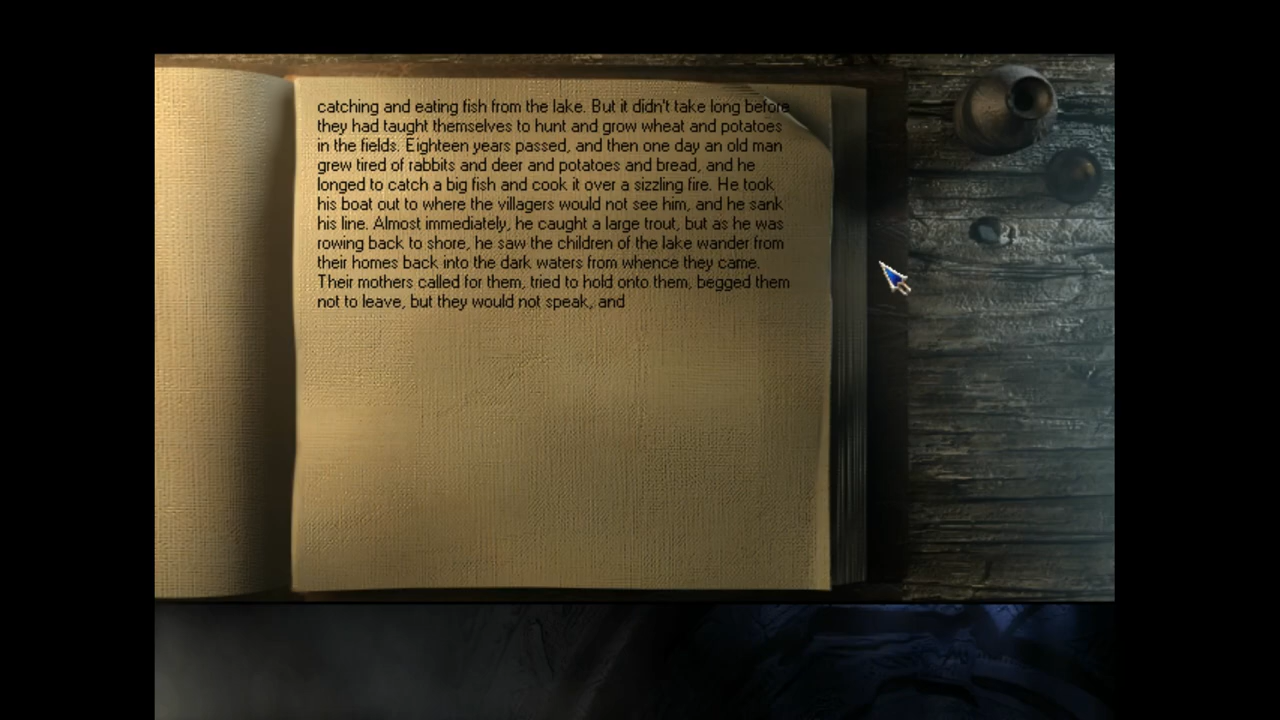 catching and eating fish from the lake. But it didn't take long before
they had taught themselves to hunt and grow wheat and potatoes
in the fields. Eighteen years passed, and then one day an old man
grew tired of rabbits and deer and potatoes and bread, and he
longed to catch a big fish and cook it over a sizzling fire. He took
his boat out to where the villagers would not see him, and he sank
his line. Almost immediately, he caught a large trout, but as he was
rowing back to shore, he saw the children of the lake wander from
their homes back into the dark waters from whence they came.
Their mothers called for them, tried to hold onto them, begged them
not to leave, but they would not speak, and